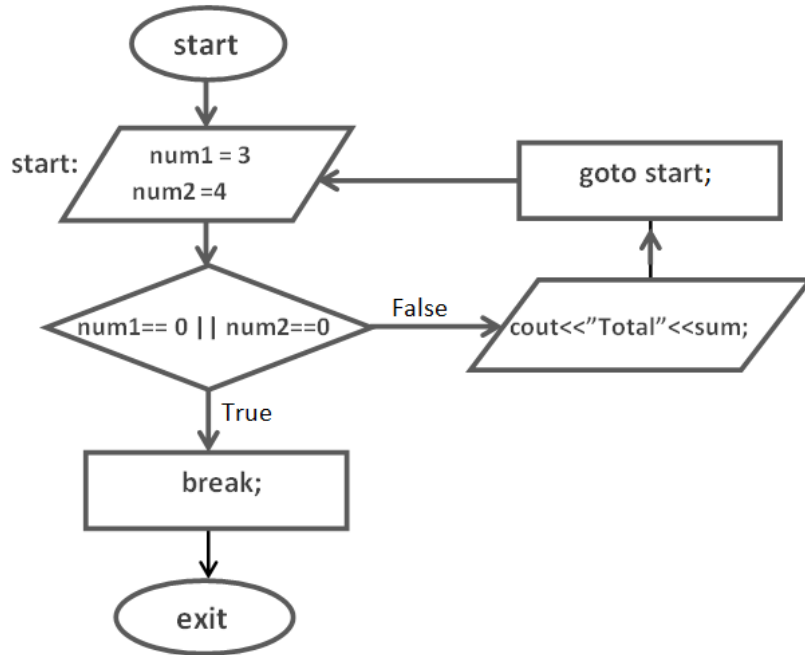 start
start:
num1 = 3
num2 =4
goto start;
num1== 0 || num2==0
False
cout<<”Total”<<sum;
True
break;
exit